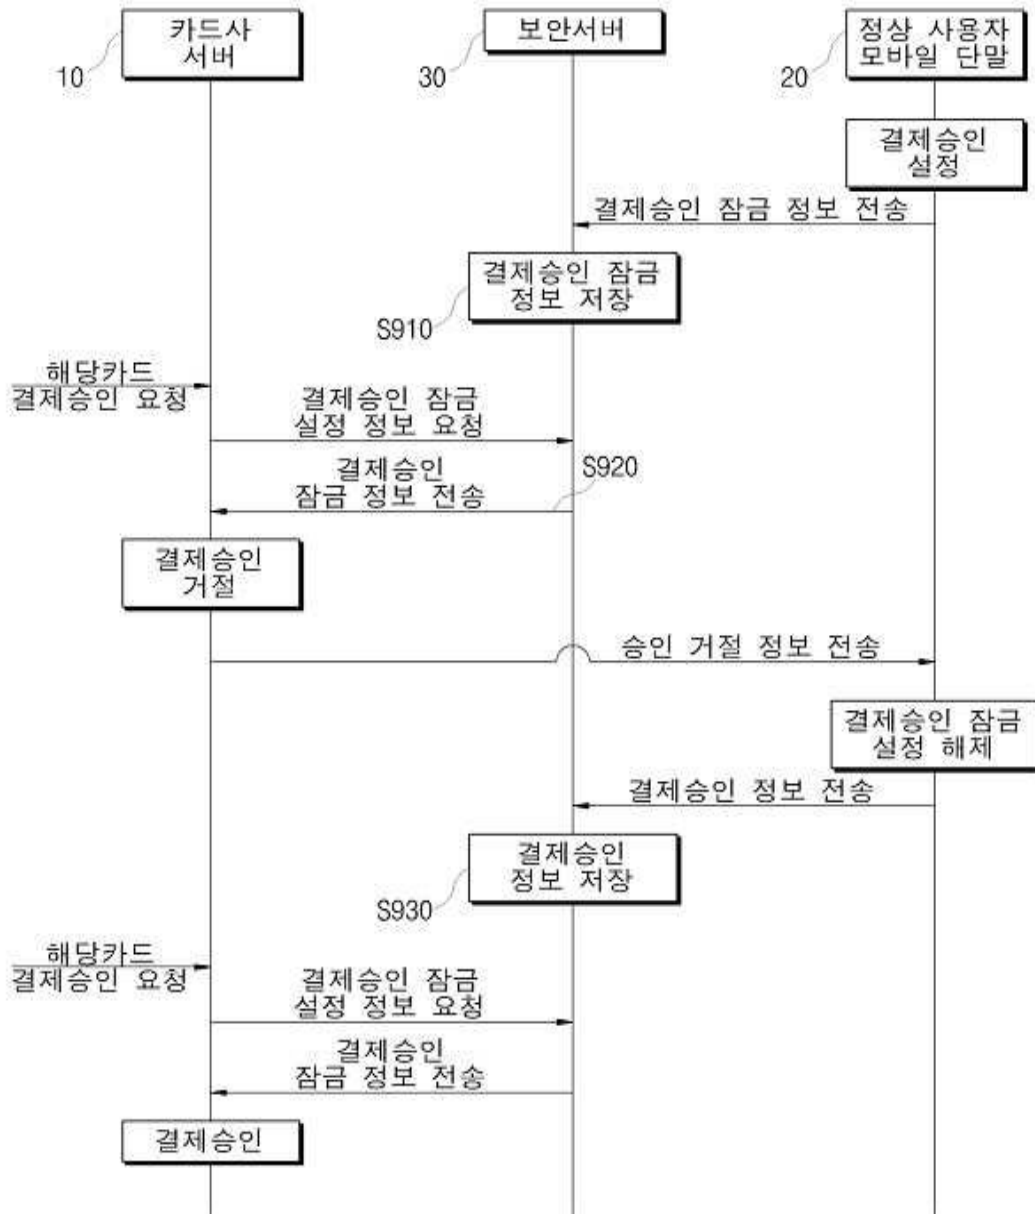 카드사
서버
10
보안서버
30
정상 사용자
모바일 단말
20
결제승인
설정
결제승인 잠금 정보 전송
결제승인 잠금
정보 저장
S910
해당카드
결제승인 요청
결제승인 잠금
설정 정보 요청
결제승인
잠금 정보 전송
S920
결제승인
거절
승인 거절 정보 전송
결제승인 잠금
설정 해제
결제승인 정보 전송
결제승인
정보 저장
S930
해당카드
결제승인 요청
결제승인 잠금
설정 정보 요청
결제승인
잠금 정보 전송
결제승인